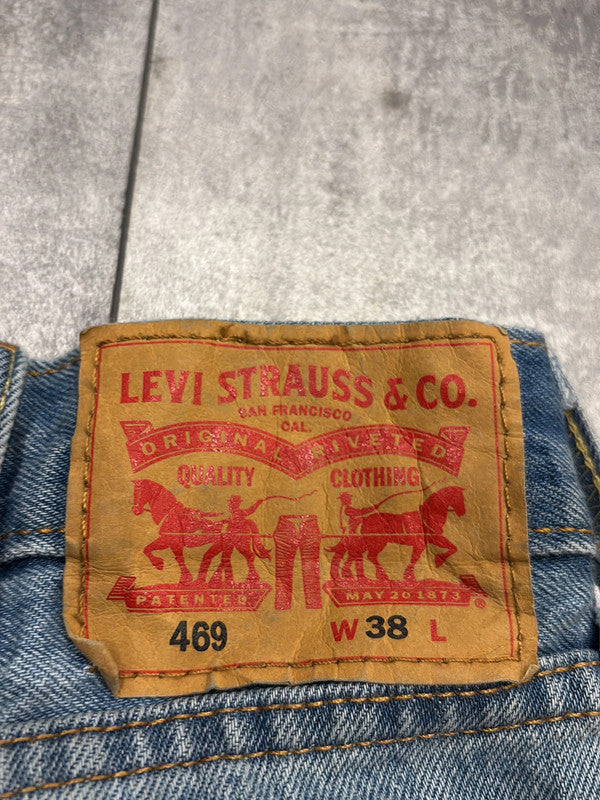 LEVI STRAUSS & CO.
SAN FRANCISCO
CAL.
ORIGINAL RIVETED
QUALITY CLOTHING
PATENTED MAY 20 1873 ®
469 W 38 L